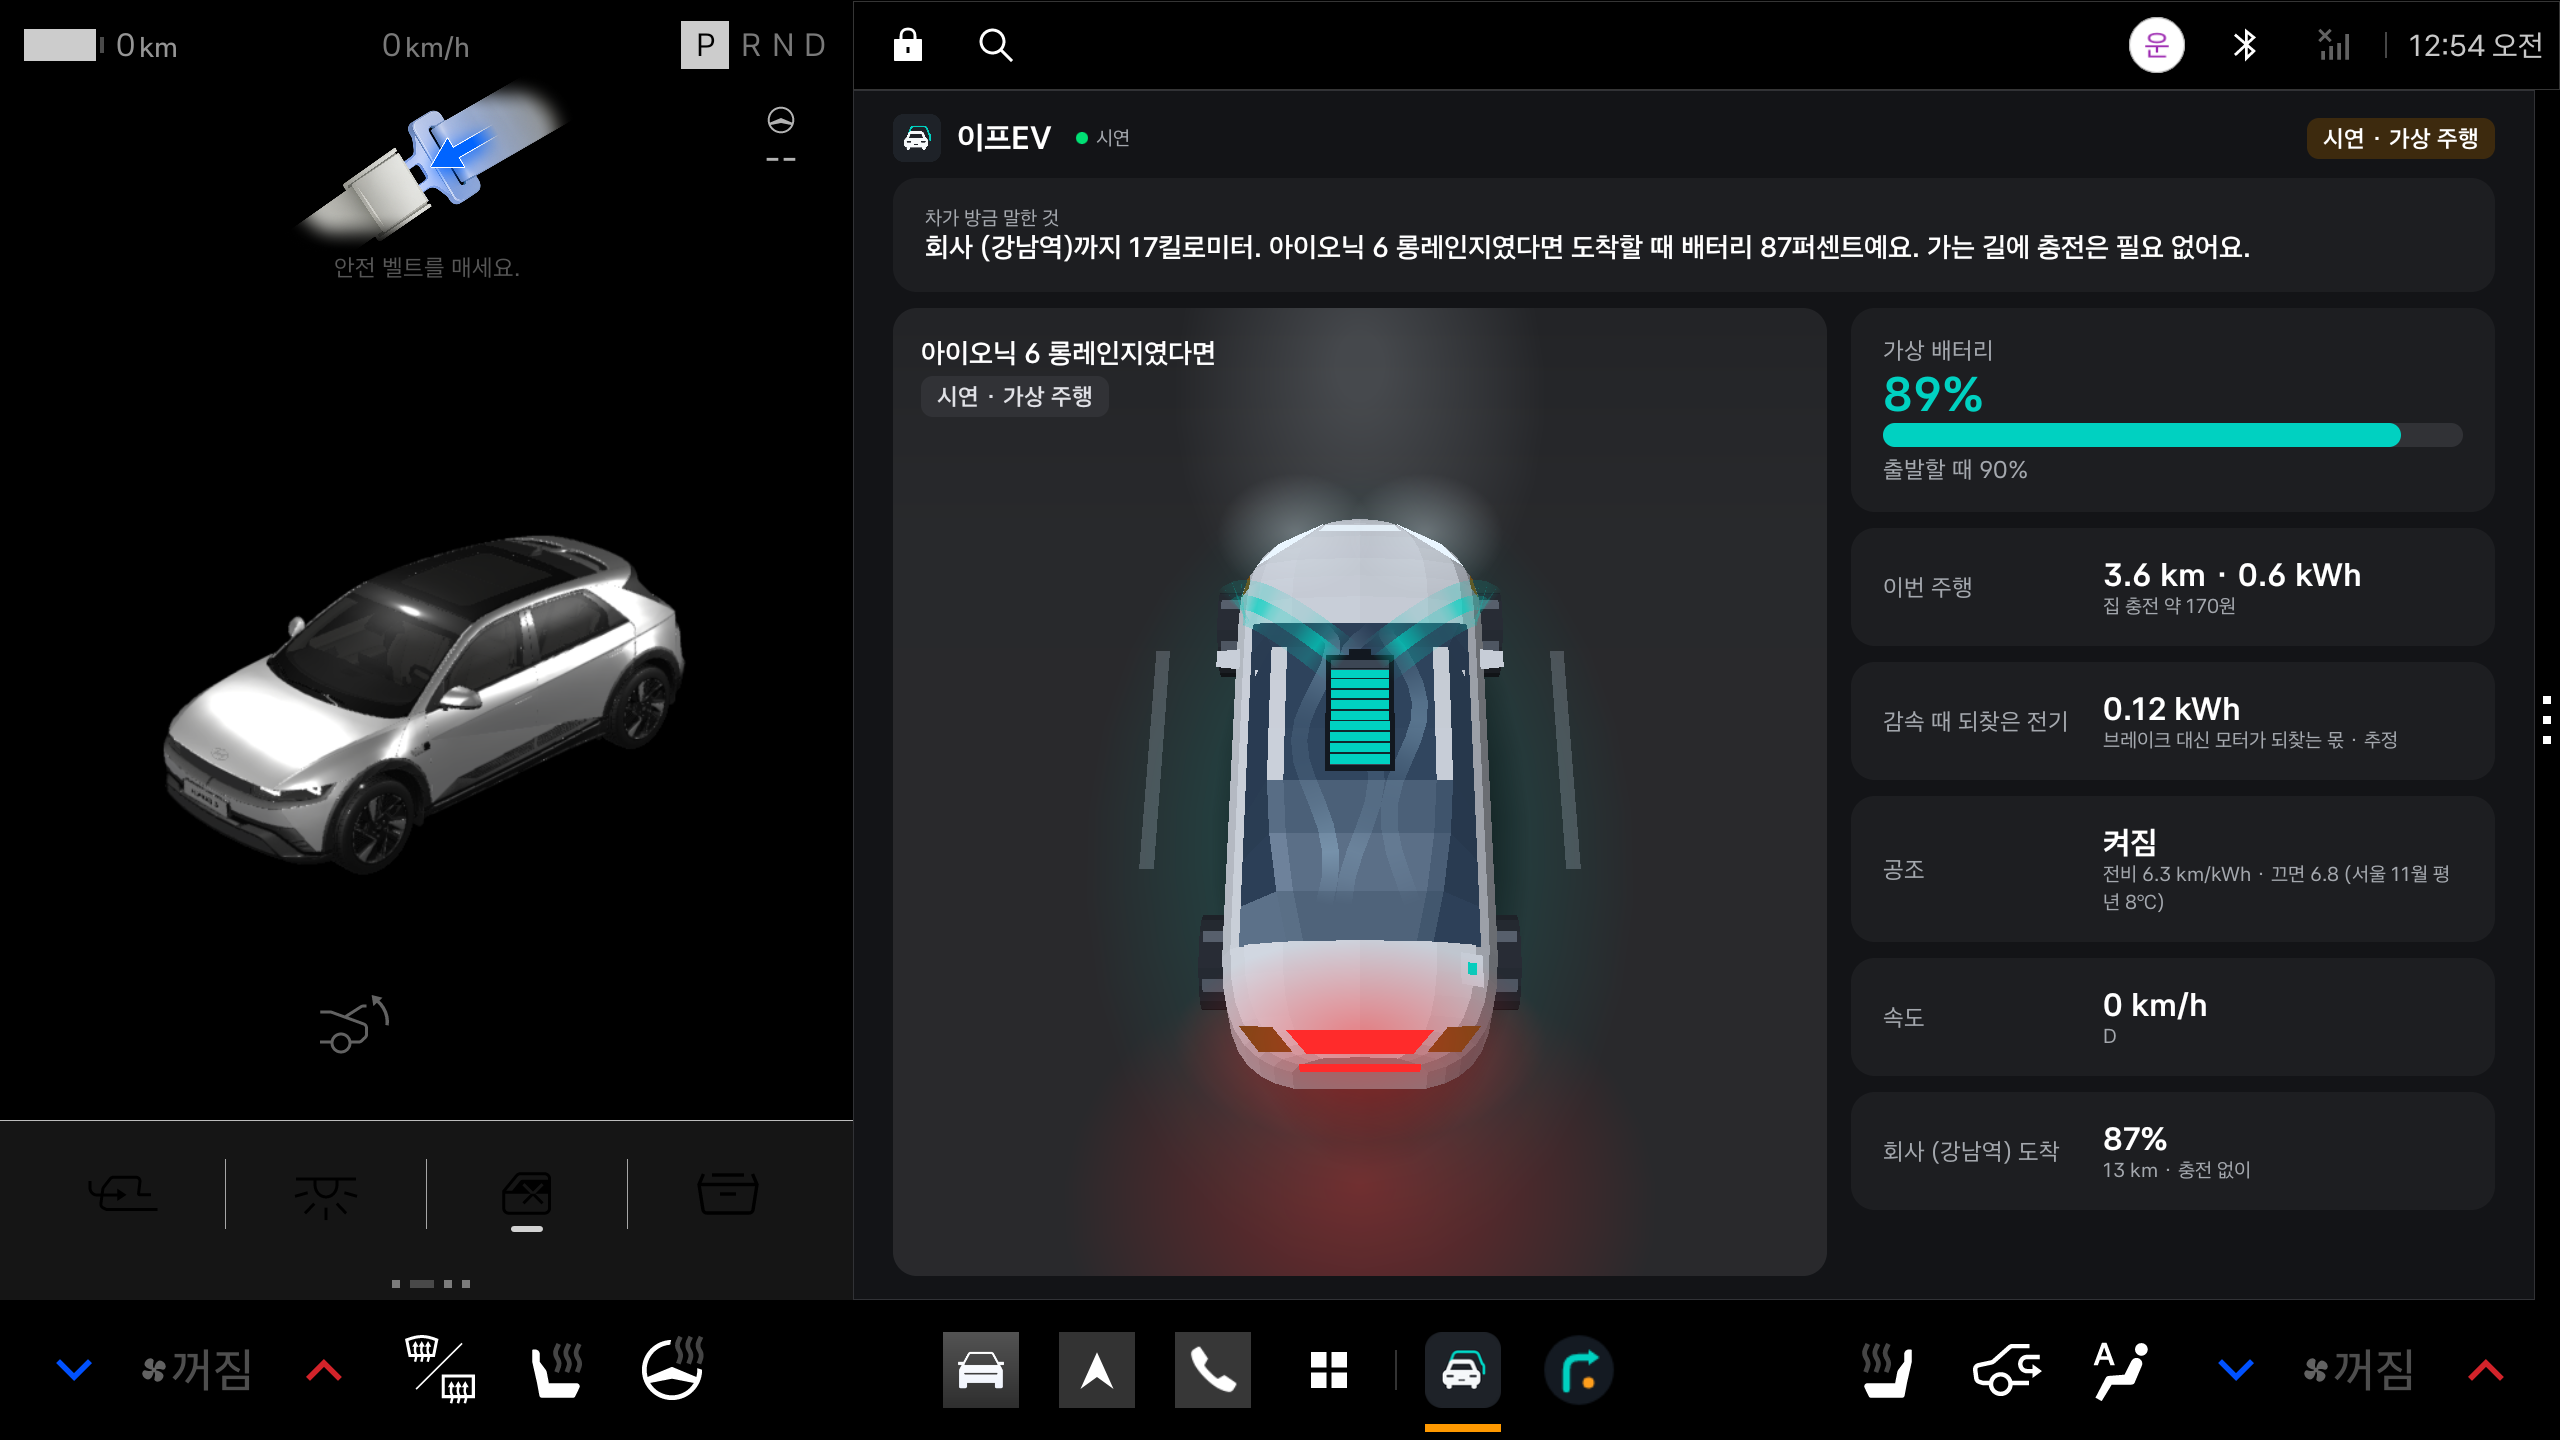 0 km
0 km/h
P R N D
운
12:54 오전
--
안전 벨트를 매세요.
이프EV
시연
시연 · 가상 주행
차가 방금 말한 것
회사 (강남역)까지 17킬로미터. 아이오닉 6 롱레인지였다면 도착할 때 배터리 87퍼센트예요. 가는 길에 충전은 필요 없어요.
아이오닉 6 롱레인지였다면
시연 · 가상 주행
가상 배터리
89%
출발할 때 90%
이번 주행
3.6 km · 0.6 kWh
집 충전 약 170원
감속 때 되찾은 전기
0.12 kWh
브레이크 대신 모터가 되찾는 몫 · 추정
공조
켜짐
전비 6.3 km/kWh · 끄면 6.8 (서울 11월 평
년 8°C)
속도
0 km/h
D
회사 (강남역) 도착
87%
13 km · 충전 없이
꺼짐
A
꺼짐